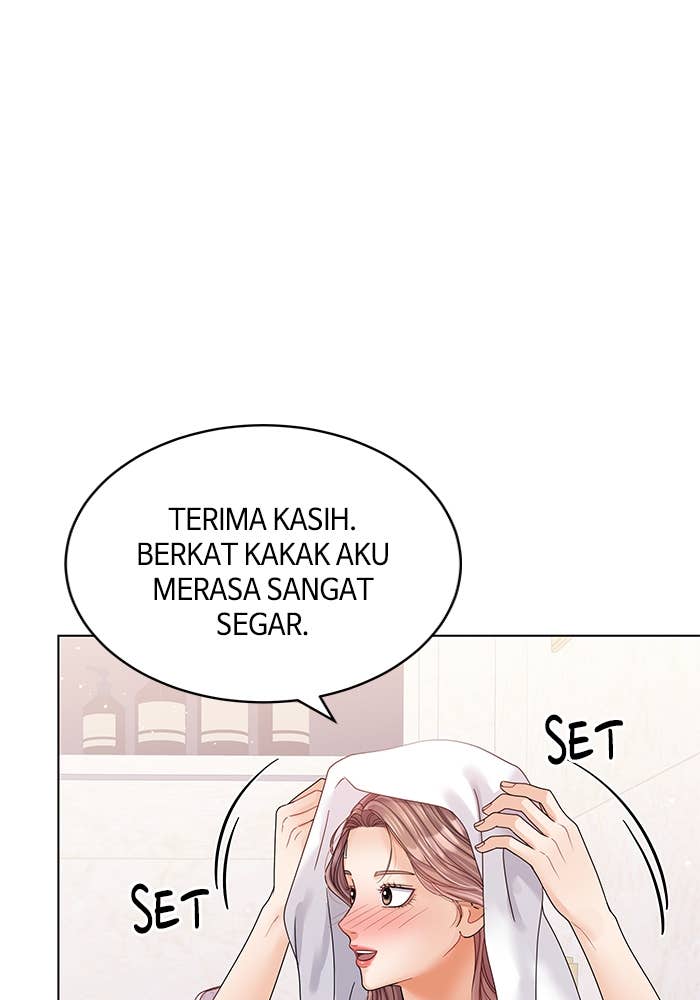 TERIMA KASIH.
BERKAT KAKAK AKU
MERASA SANGAT
SEGAR.
SET
SET